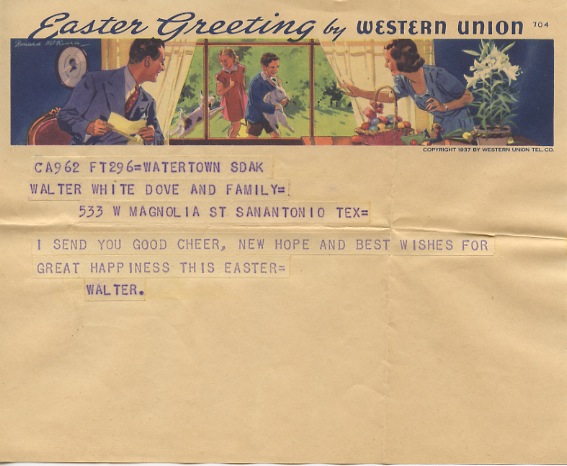 Easter Greeting by WESTERN UNION 704
COPYRIGHT 1937 BY WESTERN UNION TEL. CO.
CA962 FT296=WATERTOWN SDAK
WALTER WHITE DOVE AND FAMILY=
533 W MAGNOLIA ST SANANTONIO TEX=
I SEND YOU GOOD CHEER, NEW HOPE AND BEST WISHES FOR
GREAT HAPPINESS THIS EASTER=
WALTER.